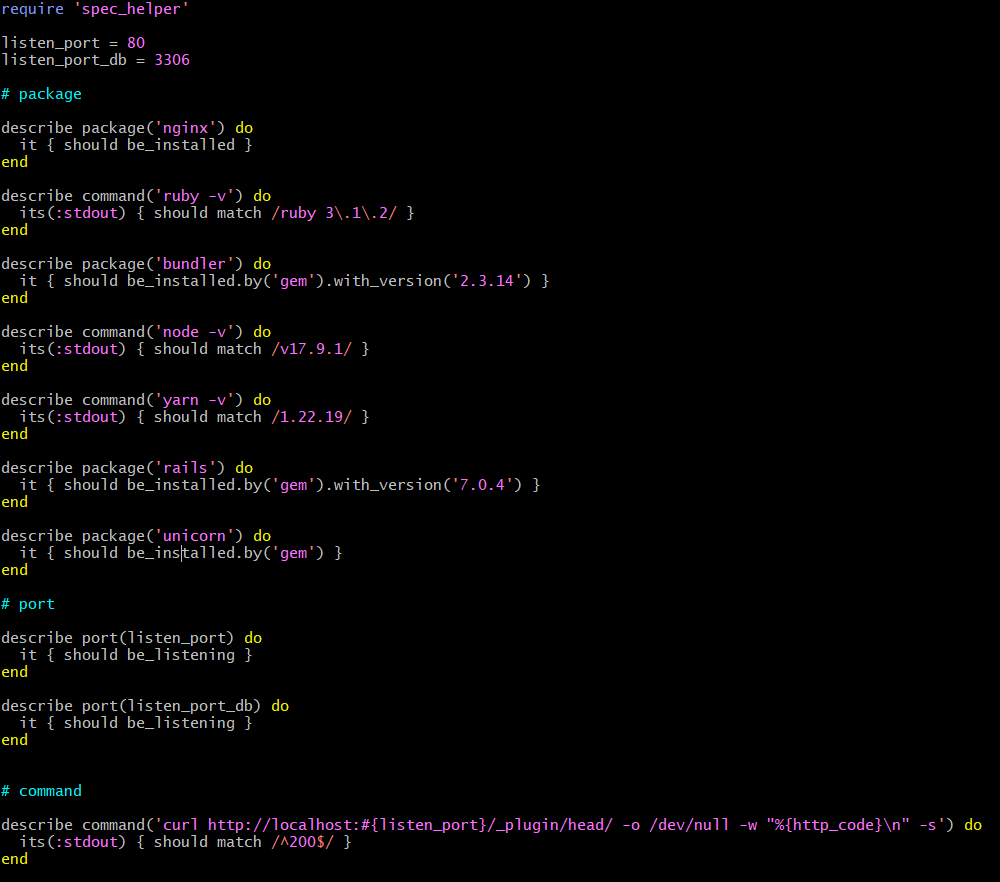 require 'spec_helper'

listen_port = 80
listen_port_db = 3306

# package

describe package('nginx') do
  it { should be_installed }
end

describe command('ruby -v') do
  its(:stdout) { should match /ruby 3\.1\.2/ }
end

describe package('bundler') do
  it { should be_installed.by('gem').with_version('2.3.14') }
end

describe command('node -v') do
  its(:stdout) { should match /v17.9.1/ }
end

describe command('yarn -v') do
  its(:stdout) { should match /1.22.19/ }
end

describe package('rails') do
  it { should be_installed.by('gem').with_version('7.0.4') }
end

describe package('unicorn') do
  it { should be_installed.by('gem') }
end

# port

describe port(listen_port) do
  it { should be_listening }
end

describe port(listen_port_db) do
  it { should be_listening }
end


# command

describe command('curl http://localhost:#{listen_port}/_plugin/head/ -o /dev/null -w "%{http_code}\n" -s') do
  its(:stdout) { should match /^200$/ }
end